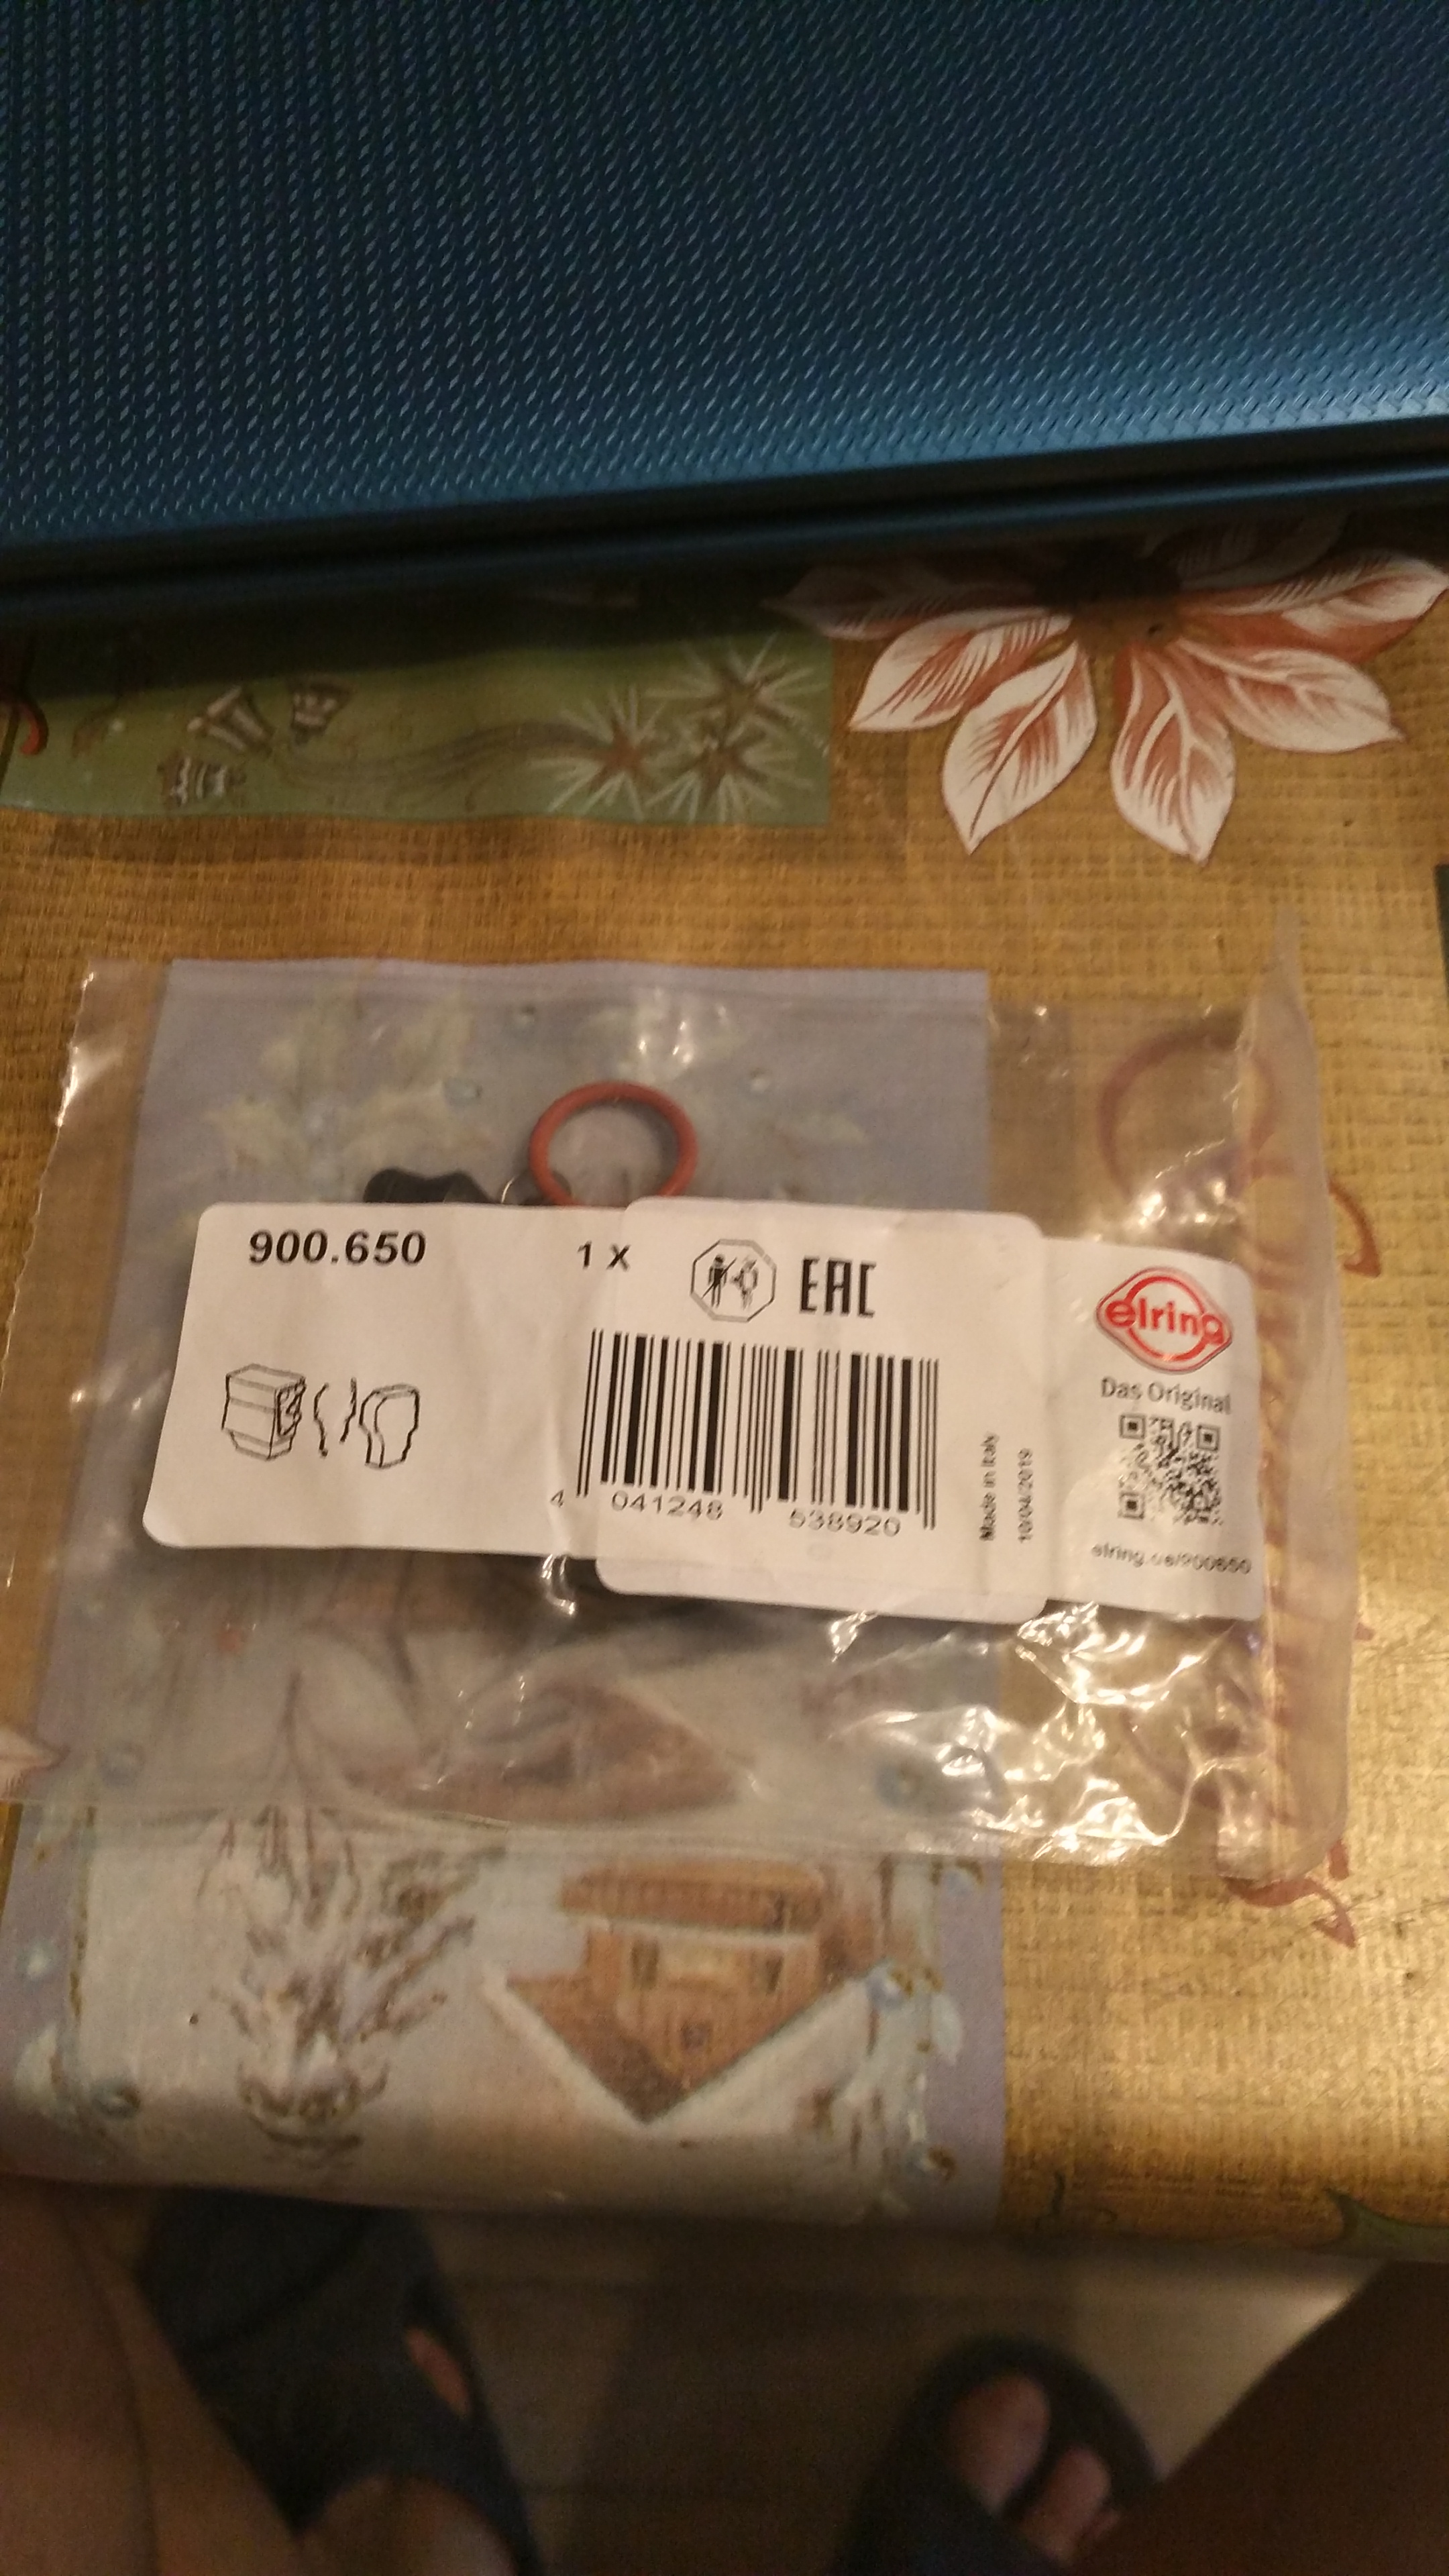 900.650
1 X
EAC
4 041248 538920
Made in Italy
10/04/2019
elring
Das Original
elring.de/900650